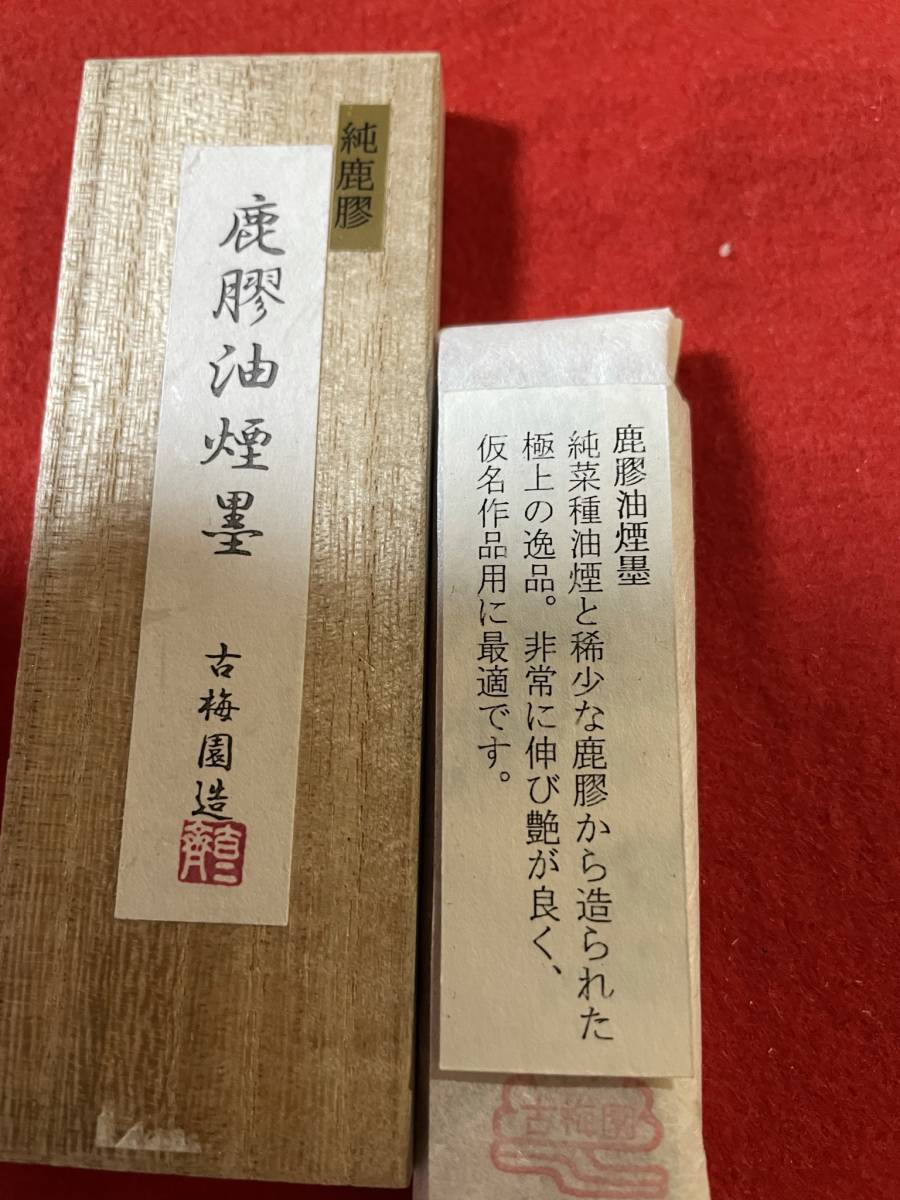 純鹿膠
鹿膠油煙墨
古梅園造
鹿膠油煙墨
純菜種油煙と稀少な鹿膠から造られた
極上の逸品。非常に伸び艶が良く、
仮名作品用に最適です。
古梅園